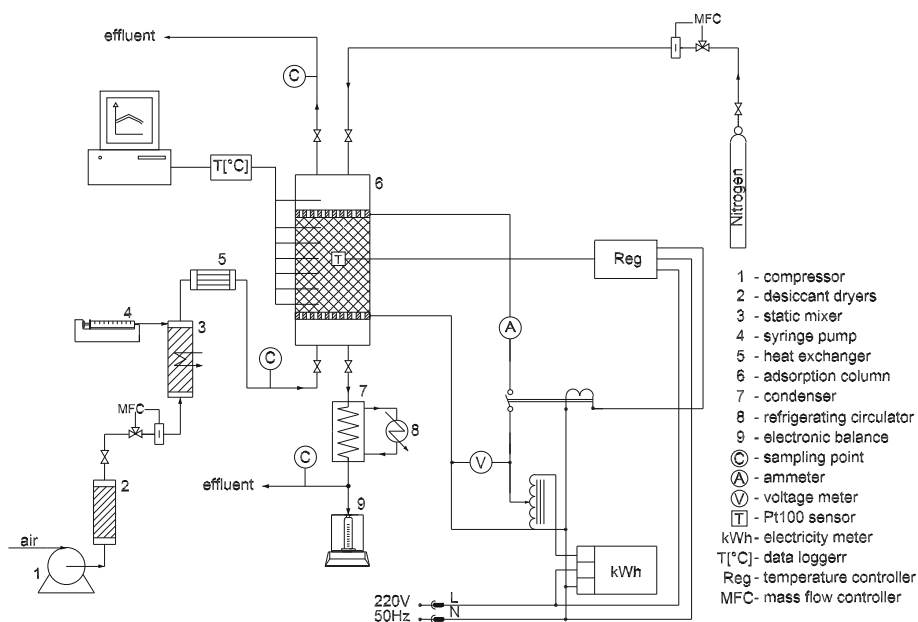 MFC
effluent
C
Nitrogen
T[°C]
6
T
Reg
5
4
3
A
C
MFC
7
8
C
V
effluent
2
9
air
1
kWh
220V L
50Hz N
1 - compressor
2 - desiccant dryers
3 - static mixer
4 - syringe pump
5 - heat exchanger
6 - adsorption column
7 - condenser
8 - refrigerating circulator
9 - electronic balance
C - sampling point
A - ammeter
V - voltage meter
T - Pt100 sensor
kWh- electricity meter
T[°C]- data loggerr
Reg - temperature controller
MFC- mass flow controller